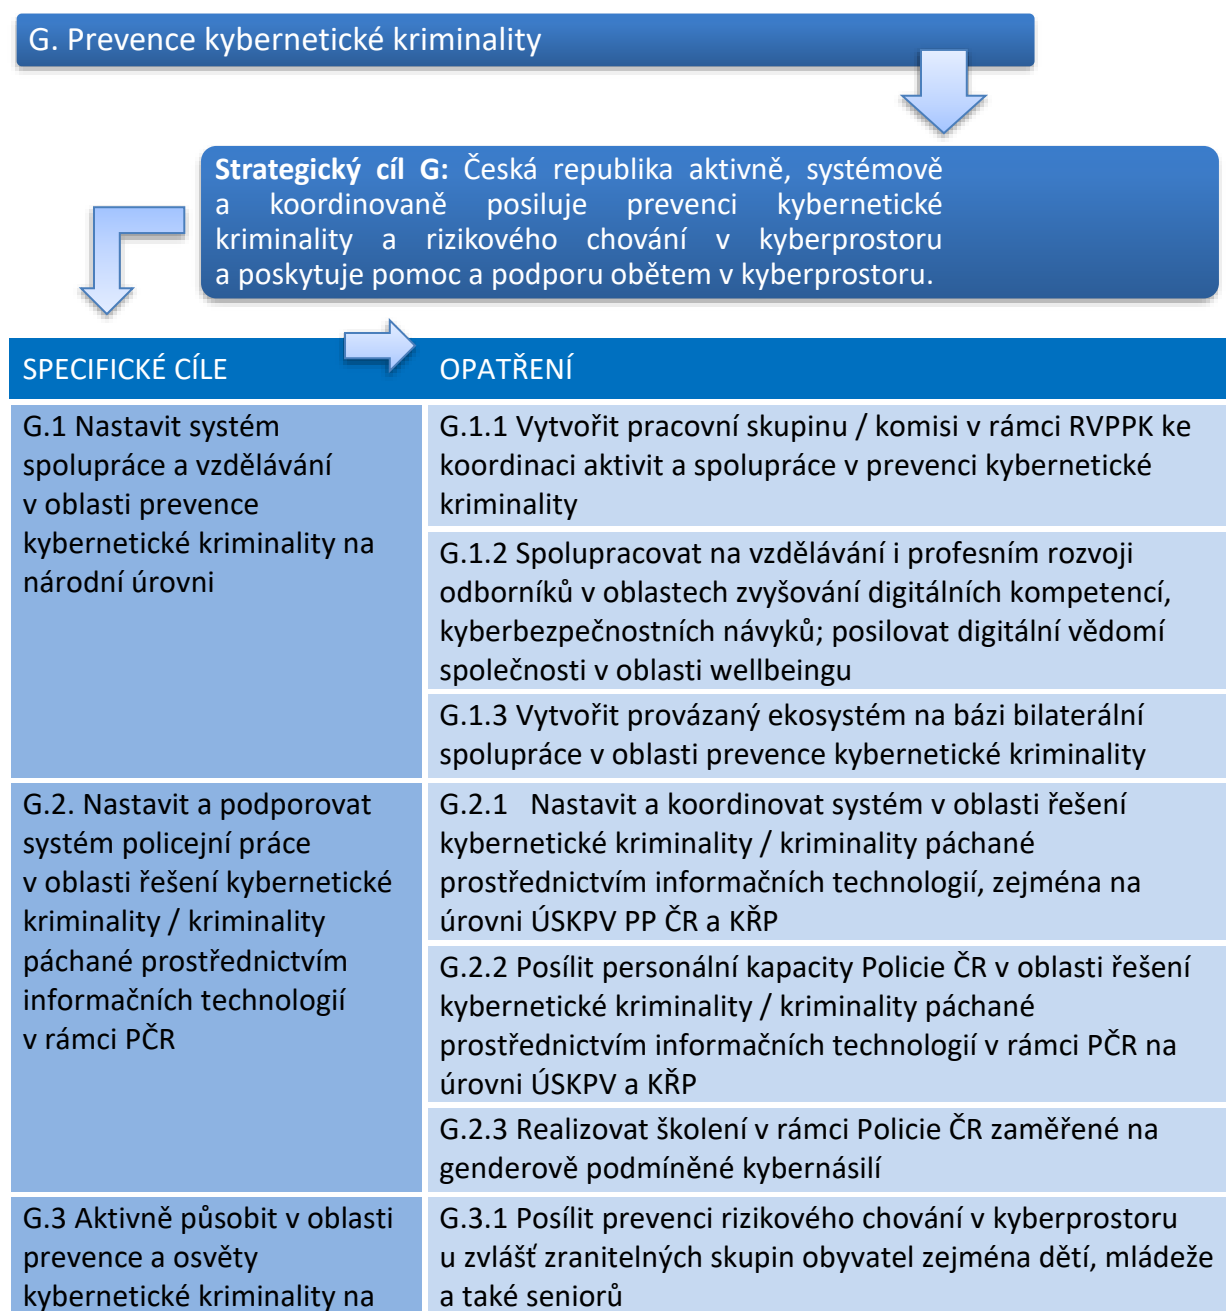 G. Prevence kybernetické kriminality
Strategický cíl G: Česká republika aktivně, systémově
a koordinovaně posiluje prevenci kybernetické
kriminality a rizikového chování v kyberprostoru
a poskytuje pomoc a podporu obětem v kyberprostoru.
SPECIFICKÉ CÍLE
OPATŘENÍ
G.1 Nastavit systém
spolupráce a vzdělávání
v oblasti prevence
kybernetické kriminality na
národní úrovni
G.1.1 Vytvořit pracovní skupinu / komisi v rámci RVPPK ke
koordinaci aktivit a spolupráce v prevenci kybernetické
kriminality
G.1.2 Spolupracovat na vzdělávání i profesním rozvoji
odborníků v oblastech zvyšování digitálních kompetencí,
kyberbezpečnostních návyků; posilovat digitální vědomí
společnosti v oblasti wellbeingu
G.1.3 Vytvořit provázaný ekosystém na bázi bilaterální
spolupráce v oblasti prevence kybernetické kriminality
G.2. Nastavit a podporovat
systém policejní práce
v oblasti řešení kybernetické
kriminality / kriminality
páchané prostřednictvím
informačních technologií
v rámci PČR
G.2.1 Nastavit a koordinovat systém v oblasti řešení
kybernetické kriminality / kriminality páchané
prostřednictvím informačních technologií, zejména na
úrovni ÚSKPV PP ČR a KŘP
G.2.2 Posílit personální kapacity Policie ČR v oblasti řešení
kybernetické kriminality / kriminality páchané
prostřednictvím informačních technologií v rámci PČR na
úrovni ÚSKPV a KŘP
G.2.3 Realizovat školení v rámci Policie ČR zaměřené na
genderově podmíněné kybernásilí
G.3 Aktivně působit v oblasti
prevence a osvěty
kybernetické kriminality na
G.3.1 Posílit prevenci rizikového chování v kyberprostoru
u zvlášť zranitelných skupin obyvatel zejména dětí, mládeže
a také seniorů